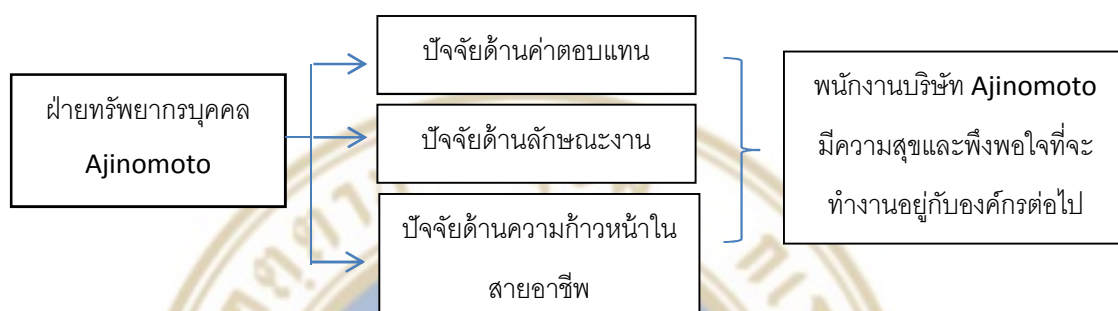 ฝ่ายทรัพยากรบุคคล
Ajinomoto
ปัจจัยด้านค่าตอบแทน
ปัจจัยด้านลักษณะงาน
ปัจจัยด้านความก้าวหน้าใน
สายอาชีพ
พนักงานบริษัท Ajinomoto
มีความสุขและพึงพอใจที่จะ
ทำงานอยู่กับองค์กรต่อไป